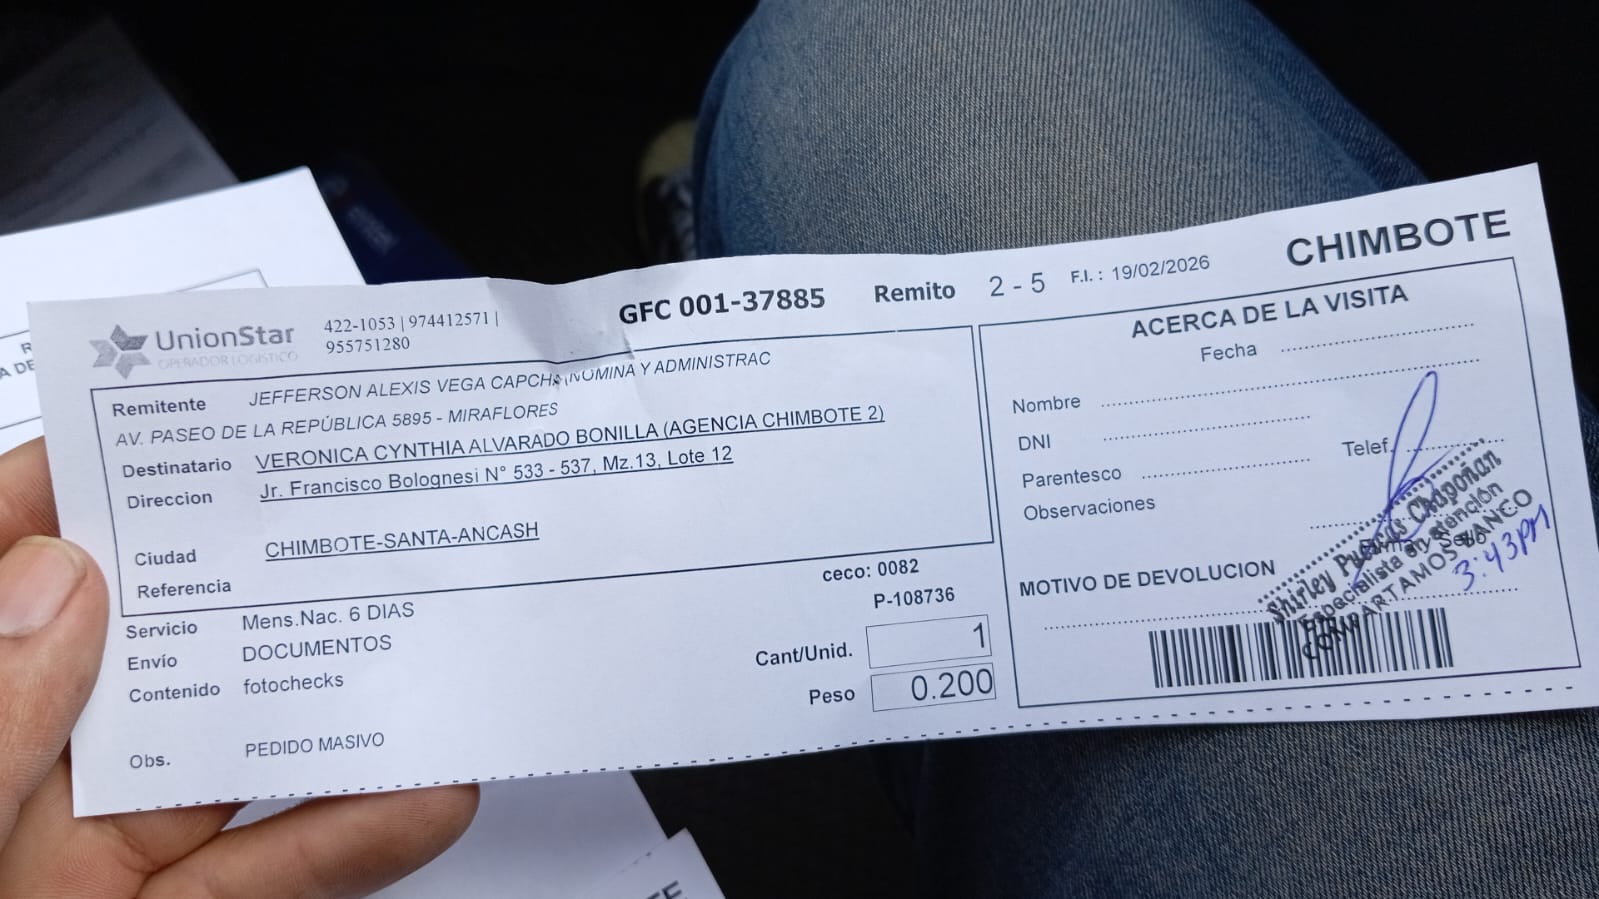 UnionStar
OPERADOR LOGISTICO
422-1053 | 974412571 |
955751280
GFC 001-37885
Remito 2 - 5
F.I. : 19/02/2026
CHIMBOTE
Remitente JEFFERSON ALEXIS VEGA CAPCHA (NOMINA Y ADMINISTRAC
AV. PASEO DE LA REPÚBLICA 5895 - MIRAFLORES
Destinatario VERONICA CYNTHIA ALVARADO BONILLA (AGENCIA CHIMBOTE 2)
Direccion Jr. Francisco Bolognesi N° 533 - 537, Mz.13, Lote 12
Ciudad CHIMBOTE-SANTA-ANCASH
Referencia
Servicio Mens.Nac. 6 DIAS
Envío DOCUMENTOS
Contenido fotochecks
Obs. PEDIDO MASIVO
ceco: 0082
P-108736
Cant/Unid. 1
Peso 0.200
ACERCA DE LA VISITA
Fecha
Nombre
DNI
Telef.
Parentesco
Observaciones
MOTIVO DE DEVOLUCION
Shirley Chapoñan
Especialista en atención
COMPARTAMOS BANCO
3:43PM